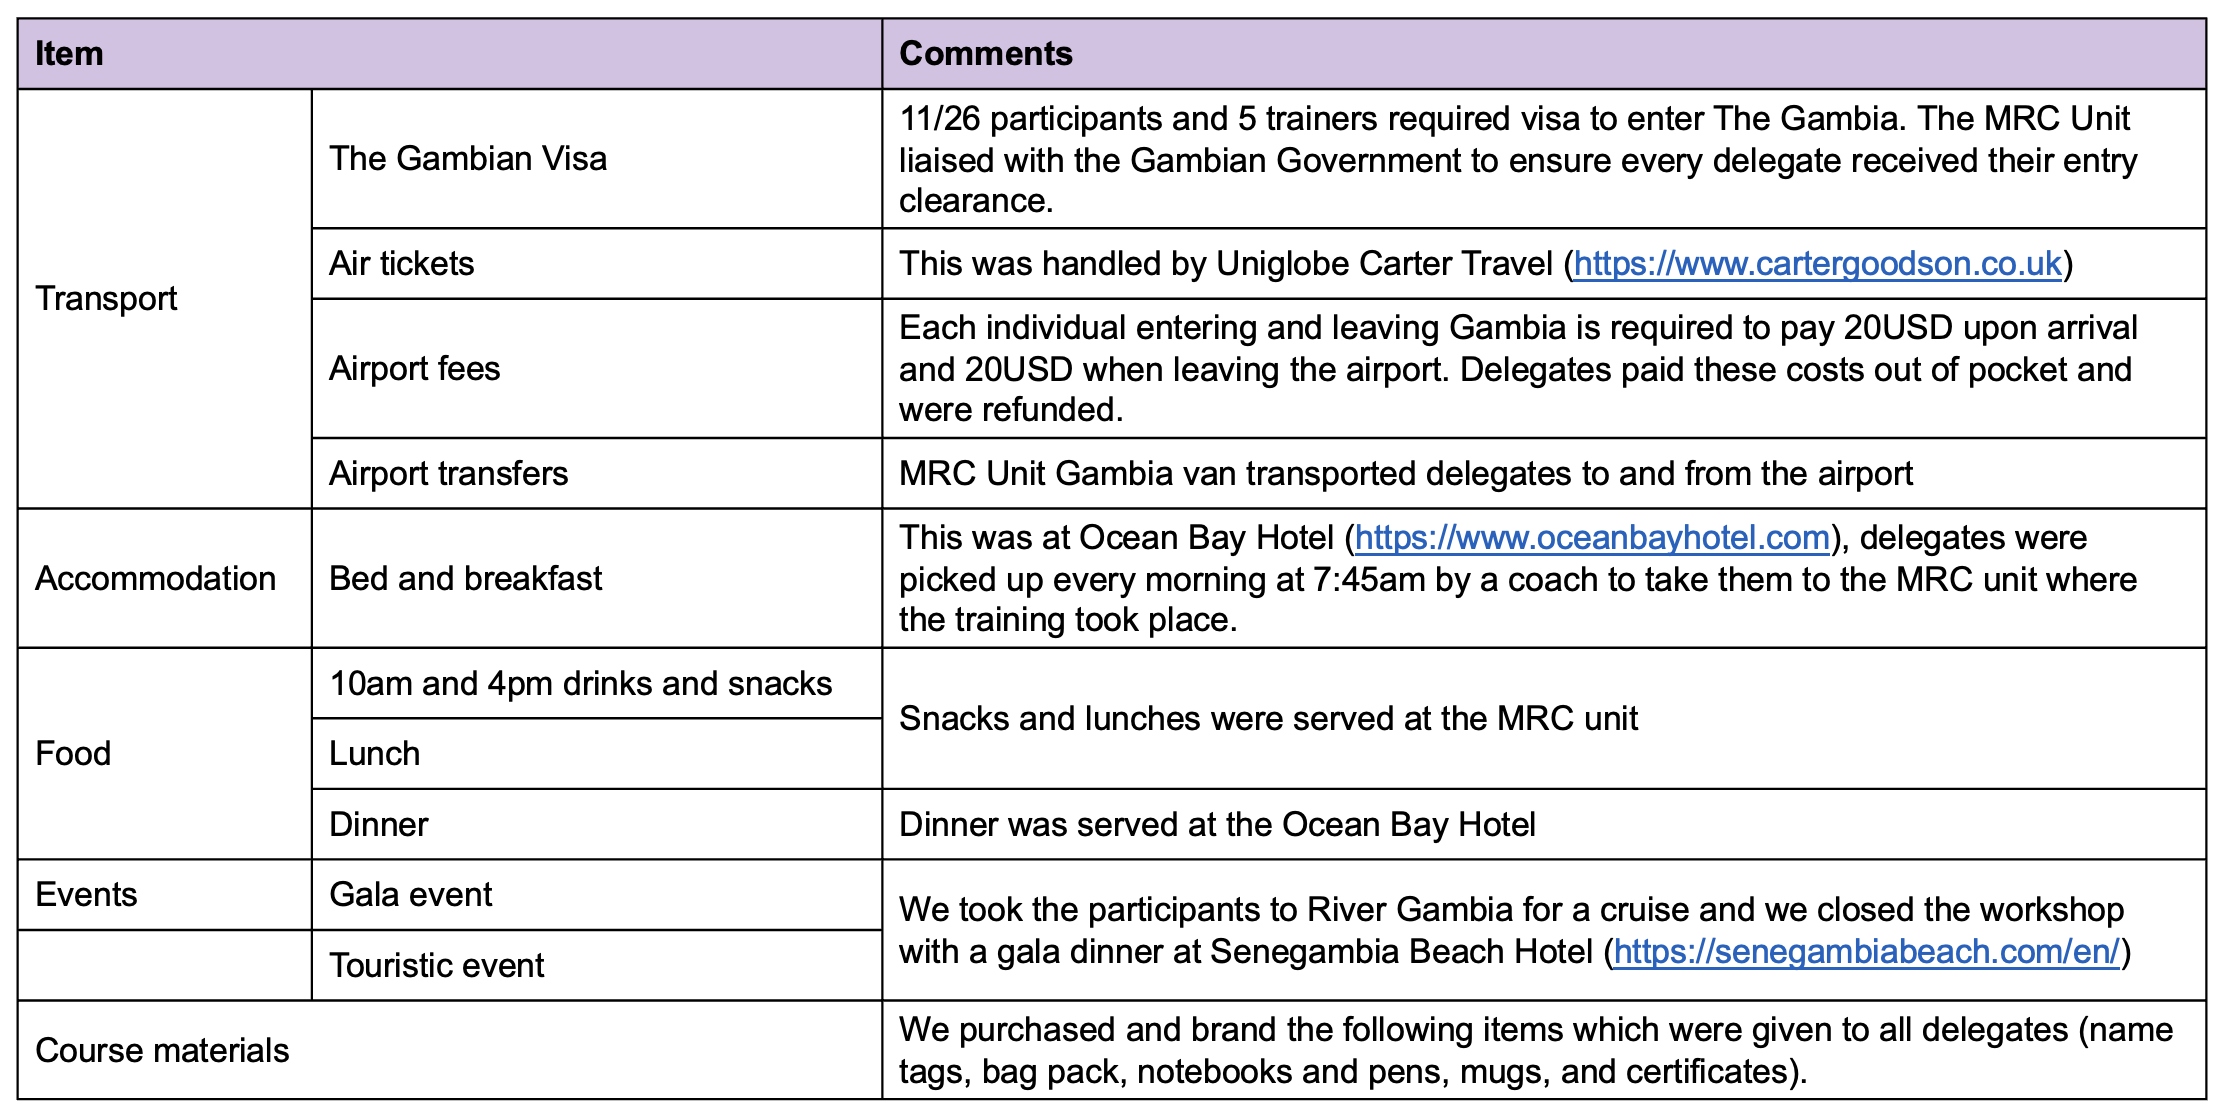 Item
Comments
Transport
The Gambian Visa
11/26 participants and 5 trainers required visa to enter The Gambia. The MRC Unit
liaised with the Gambian Government to ensure every delegate received their entry
clearance.
Air tickets
This was handled by Uniglobe Carter Travel (https://www.cartergoodson.co.uk)
Airport fees
Each individual entering and leaving Gambia is required to pay 20USD upon arrival
and 20USD when leaving the airport. Delegates paid these costs out of pocket and
were refunded.
Airport transfers
MRC Unit Gambia van transported delegates to and from the airport
Accommodation
Bed and breakfast
This was at Ocean Bay Hotel (https://www.oceanbayhotel.com), delegates were
picked up every morning at 7:45am by a coach to take them to the MRC unit where
the training took place.
Food
10am and 4pm drinks and snacks
Snacks and lunches were served at the MRC unit
Lunch
Dinner
Dinner was served at the Ocean Bay Hotel
Events
Gala event
We took the participants to River Gambia for a cruise and we closed the workshop
with a gala dinner at Senegambia Beach Hotel (https://senegambiabeach.com/en/)
Touristic event
Course materials
We purchased and brand the following items which were given to all delegates (name
tags, bag pack, notebooks and pens, mugs, and certificates).